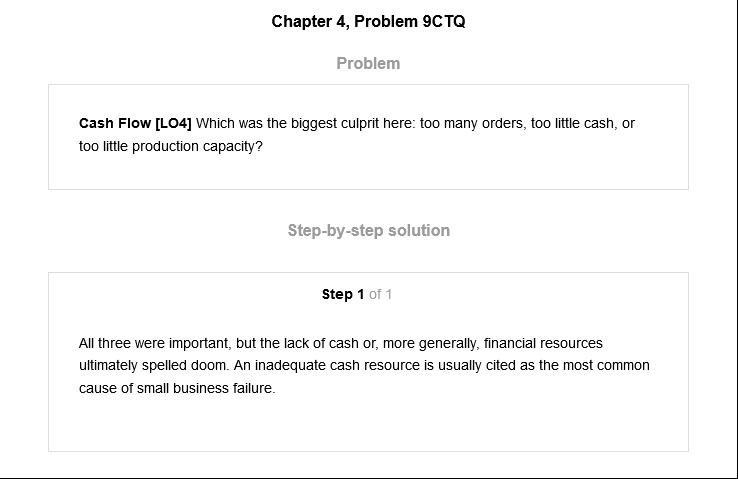 Chapter 4, Problem 9CTQ
Problem
Cash Flow [LO4] Which was the biggest culprit here: too many orders, too little cash, or
too little production capacity?
Step-by-step solution
Step 1 of 1
All three were important, but the lack of cash or, more generally, financial resources
ultimately spelled doom. An inadequate cash resource is usually cited as the most common
cause of small business failure.